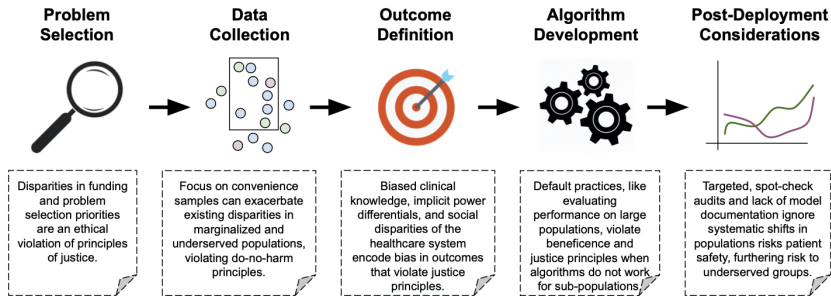 Problem
Selection
Data
Collection
Outcome
Definition
Algorithm
Development
Post-Deployment
Considerations
Disparities in funding
and problem
selection priorities
are an ethical
violation of principles
of justice.
Focus on convenience
samples can exacerbate
existing disparities in
marginalized and
underserved populations,
violating do-no-harm
principles.
Biased clinical
knowledge, implicit power
differentials, and social
disparities of the
healthcare system
encode bias in outcomes
that violate justice
principles.
Default practices, like
evaluating
performance on large
populations, violate
beneficence and
justice principles when
algorithms do not work
for sub-populations.
Targeted, spot-check
audits and lack of model
documentation ignore
systematic shifts in
populations risks patient
safety, furthering risk to
underserved groups.